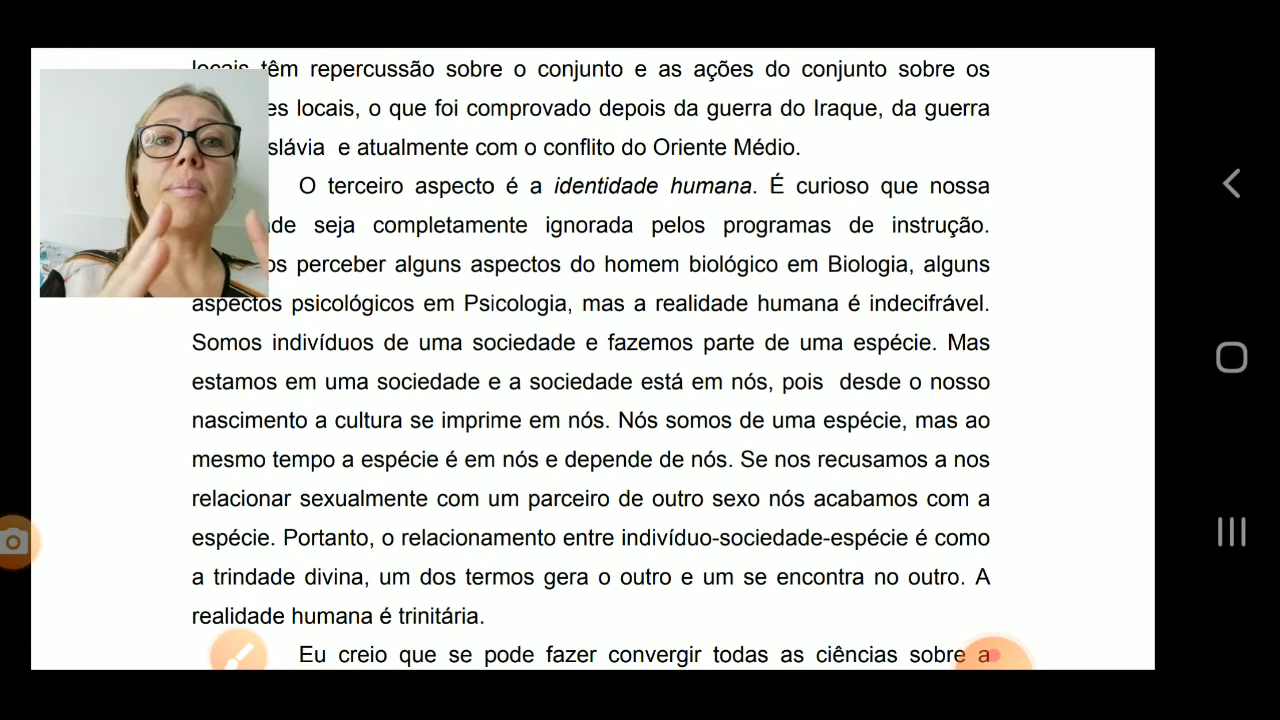 locais têm repercussão sobre o conjunto e as ações do conjunto sobre os
locais, o que foi comprovado depois da guerra do Iraque, da guerra
e atualmente com o conflito do Oriente Médio.
O terceiro aspecto é a identidade humana. É curioso que nossa
seja completamente ignorada pelos programas de instrução.
perceber alguns aspectos do homem biológico em Biologia, alguns
aspectos psicológicos em Psicologia, mas a realidade humana é indecifrável.
Somos indivíduos de uma sociedade e fazemos parte de uma espécie. Mas
estamos em uma sociedade e a sociedade está em nós, pois desde o nosso
nascimento a cultura se imprime em nós. Nós somos de uma espécie, mas ao
mesmo tempo a espécie é em nós e depende de nós. Se nos recusamos a nos
relacionar sexualmente com um parceiro de outro sexo nós acabamos com a
espécie. Portanto, o relacionamento entre indivíduo-sociedade-espécie é como
a trindade divina, um dos termos gera o outro e um se encontra no outro. A
realidade humana é trinitária.
Eu creio que se pode fazer convergir todas as ciências sobre a